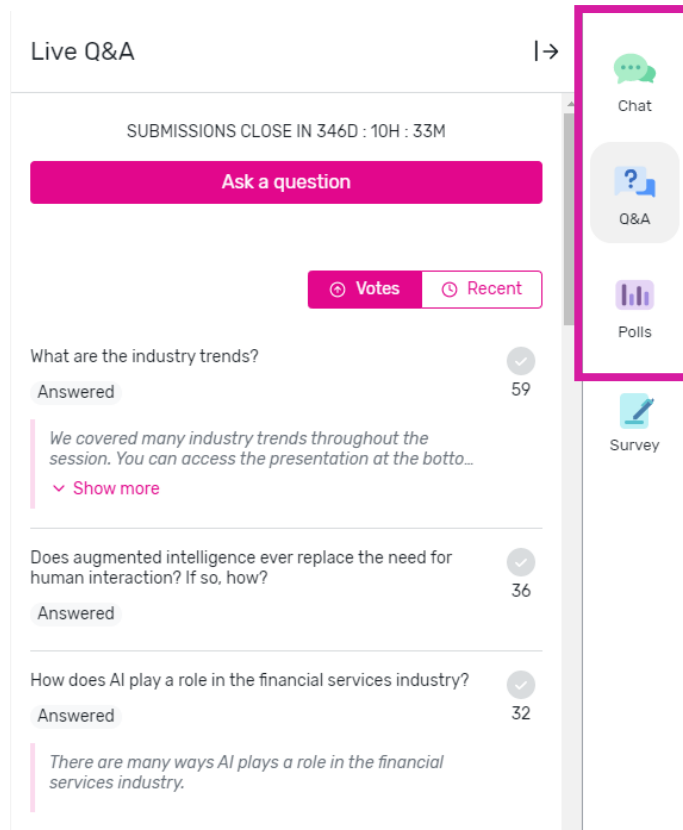 Live Q&A
SUBMISSIONS CLOSE IN 346D : 10H : 33M
Ask a question
Votes
Recent
What are the industry trends?
59
Answered
We covered many industry trends throughout the
session. You can access the presentation at the botto...
Show more
Does augmented intelligence ever replace the need for
human interaction? If so, how?
36
Answered
How does AI play a role in the financial services industry?
32
Answered
There are many ways AI plays a role in the financial
services industry.
Chat
?
Q&A
Polls
Survey